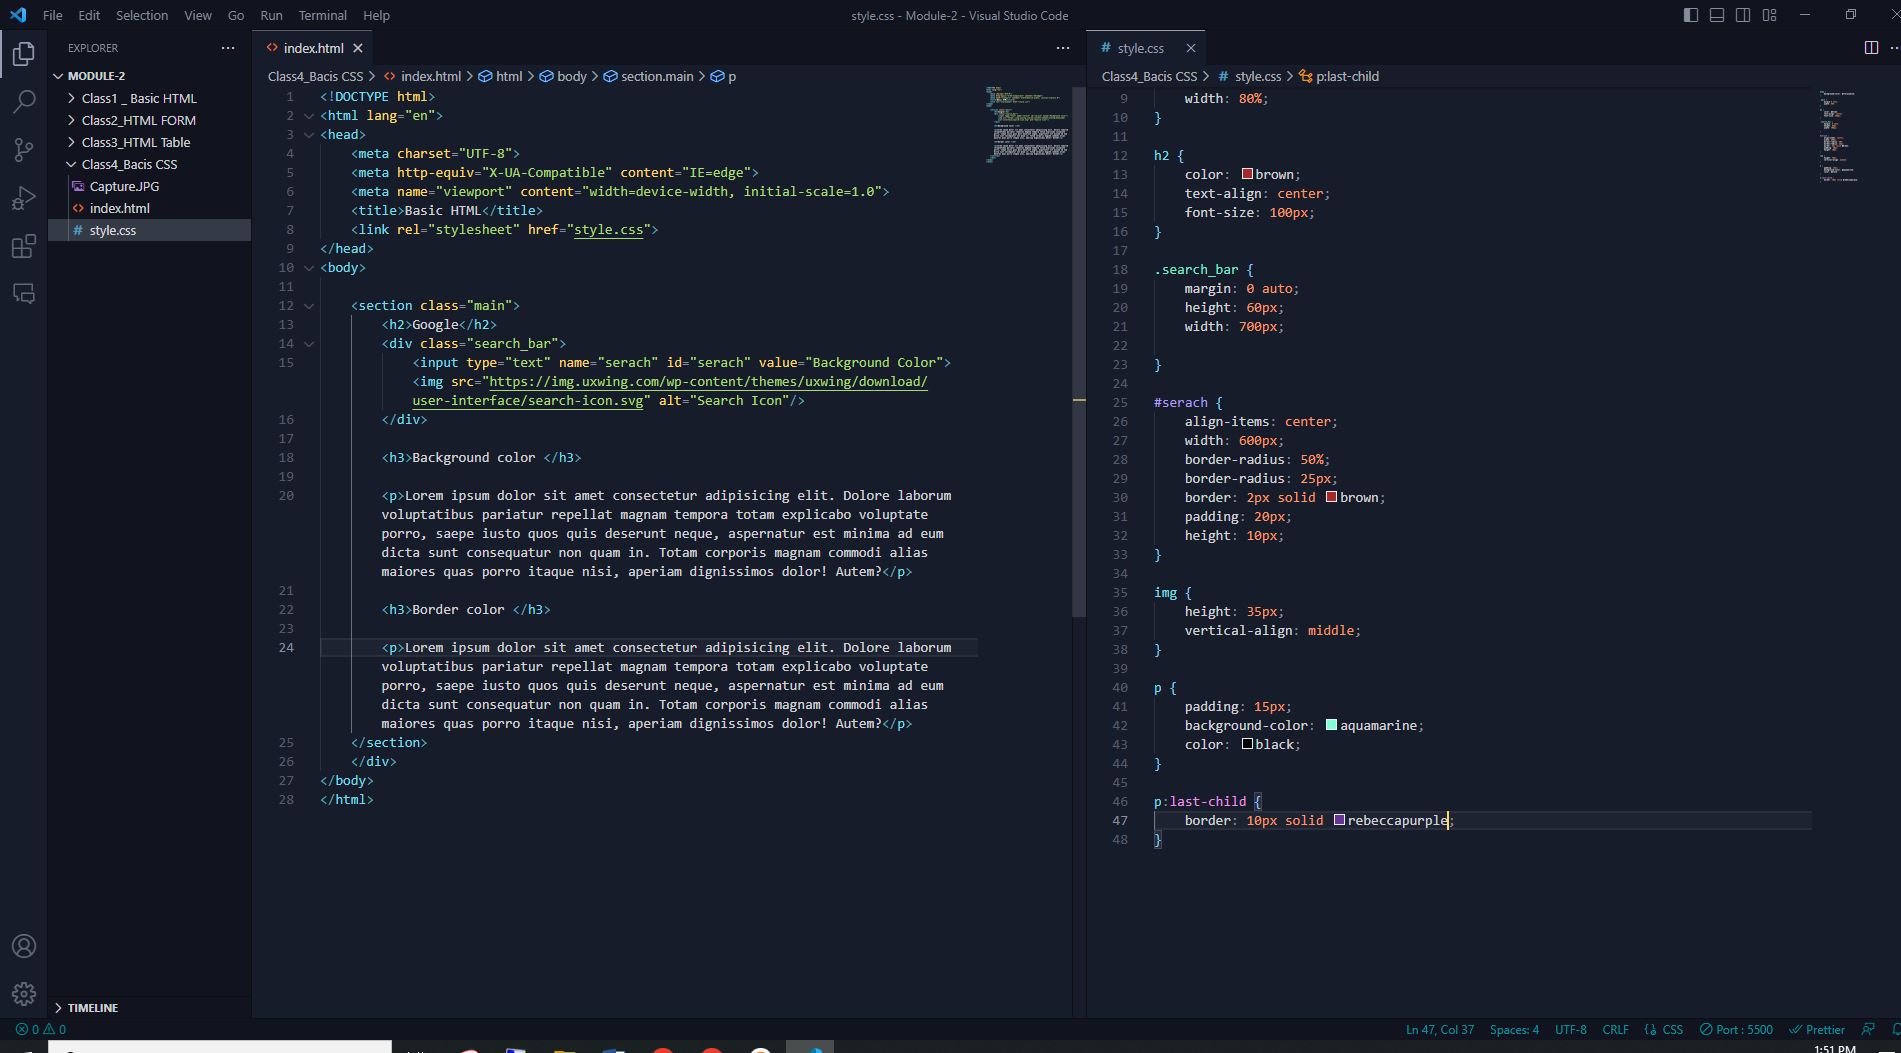 File Edit Selection View Go Run Terminal Help
style.css - Module-2 - Visual Studio Code
EXPLORER
MODULE-2
Class1 _ Basic HTML
Class2_HTML FORM
Class3_HTML Table
Class4_Bacis CSS
Capture.JPG
index.html
style.css
TIMELINE
index.html
Class4_Bacis CSS > index.html > html > body > section.main > p
1 <!DOCTYPE html>
2 <html lang="en">
3 <head>
4 <meta charset="UTF-8">
5 <meta http-equiv="X-UA-Compatible" content="IE=edge">
6 <meta name="viewport" content="width=device-width, initial-scale=1.0">
7 <title>Basic HTML</title>
8 <link rel="stylesheet" href="style.css">
9 </head>
10 <body>
11
12 <section class="main">
13 <h2>Google</h2>
14 <div class="search_bar">
15 <input type="text" name="serach" id="serach" value="Background Color">
<img src="https://img.uxwing.com/wp-content/themes/uxwing/download/
user-interface/search-icon.svg" alt="Search Icon"/>
16 </div>
17
18 <h3>Background color </h3>
19
20 <p>Lorem ipsum dolor sit amet consectetur adipisicing elit. Dolore laborum
voluptatibus pariatur repellat magnam tempora totam explicabo voluptate
porro, saepe iusto quos quis deserunt neque, aspernatur est minima ad eum
dicta sunt consequatur non quam in. Totam corporis magnam commodi alias
maiores quas porro itaque nisi, aperiam dignissimos dolor! Autem?</p>
21
22 <h3>Border color </h3>
23
24 <p>Lorem ipsum dolor sit amet consectetur adipisicing elit. Dolore laborum
voluptatibus pariatur repellat magnam tempora totam explicabo voluptate
porro, saepe iusto quos quis deserunt neque, aspernatur est minima ad eum
dicta sunt consequatur non quam in. Totam corporis magnam commodi alias
maiores quas porro itaque nisi, aperiam dignissimos dolor! Autem?</p>
25 </section>
26 </div>
27 </body>
28 </html>
# style.css
Class4_Bacis CSS > # style.css > p:last-child
9 width: 80%;
10 }
11
12 h2 {
13 color: brown;
14 text-align: center;
15 font-size: 100px;
16 }
17
18 .search_bar {
19 margin: 0 auto;
20 height: 60px;
21 width: 700px;
22
23 }
24
25 #serach {
26 align-items: center;
27 width: 600px;
28 border-radius: 50%;
29 border-radius: 25px;
30 border: 2px solid brown;
31 padding: 20px;
32 height: 10px;
33 }
34
35 img {
36 height: 35px;
37 vertical-align: middle;
38 }
39
40 p {
41 padding: 15px;
42 background-color: aquamarine;
43 color: black;
44 }
45
46 p:last-child {
47 border: 10px solid rebeccapurple;
48 }
0 0
Ln 47, Col 37 Spaces: 4 UTF-8 CRLF {} CSS Port : 5500 Prettier
1:51 PM